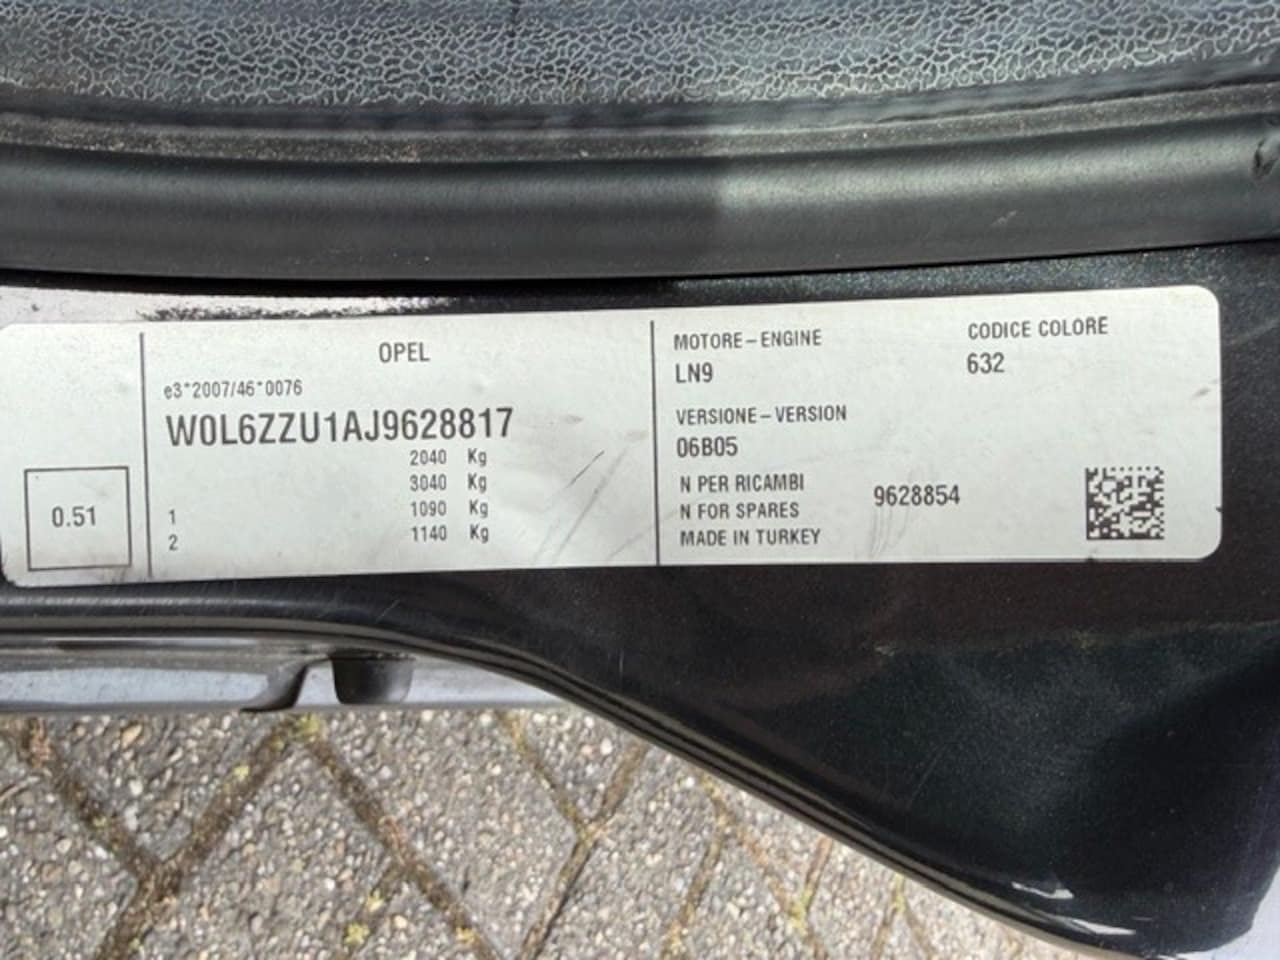 OPEL
e3*2007/46*0076
W0L6ZZU1AJ9628817
2040 Kg
3040 Kg
1 1090 Kg
2 1140 Kg
0.51
MOTORE–ENGINE
LN9
CODICE COLORE
632
VERSIONE–VERSION
06B05
N PER RICAMBI
N FOR SPARES
9628854
MADE IN TURKEY